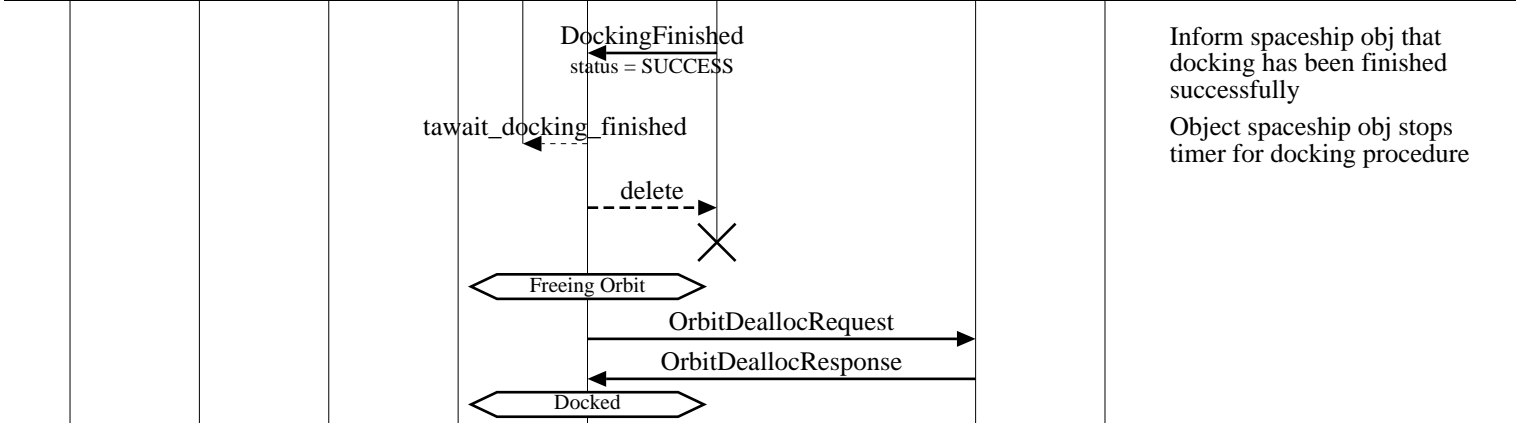 DockingFinished
status = SUCCESS
Inform spaceship obj that
docking has been finished
successfully
tawait_docking_finished
Object spaceship obj stops
timer for docking procedure
delete
Freeing Orbit
OrbitDeallocRequest
OrbitDeallocResponse
Docked